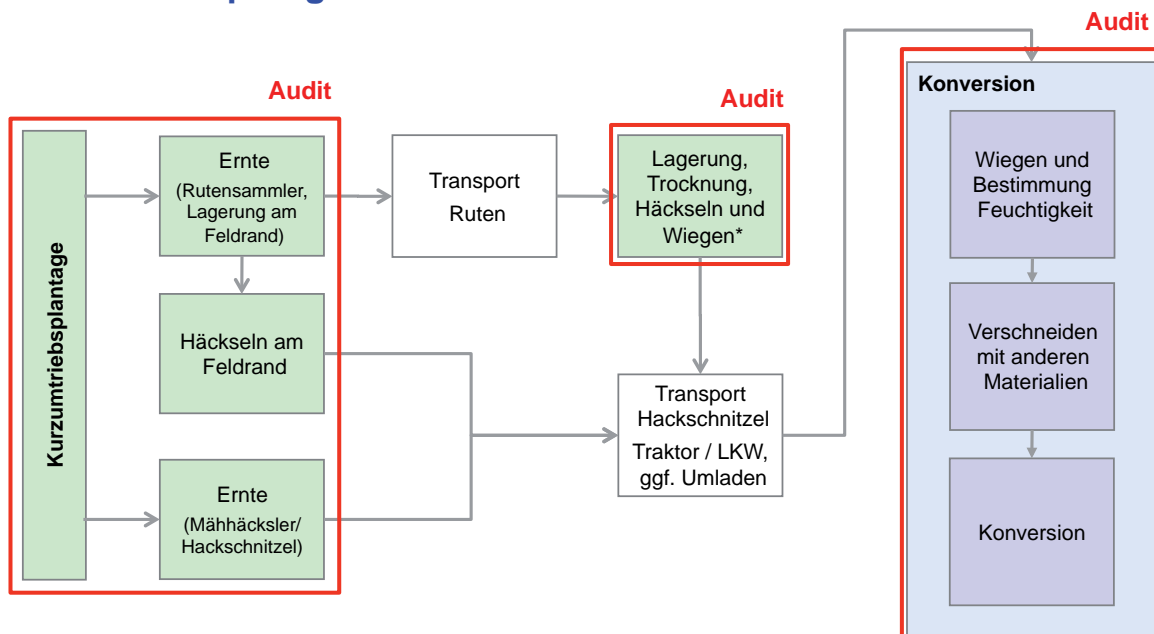 Audit
Audit
Audit
Konversion
Kurzumtriebsplantage
Ernte
(Rutensammler,
Lagerung am
Feldrand)
Transport
Ruten
Lagerung,
Trocknung,
Häckseln und
Wiegen*
Wiegen und
Bestimmung
Feuchtigkeit
Häckseln am
Feldrand
Verschneiden
mit anderen
Materialien
Transport
Hackschnitzel
Traktor / LKW,
ggf. Umladen
Ernte
(Mähhäcksler/
Hackschnitzel)
Konversion